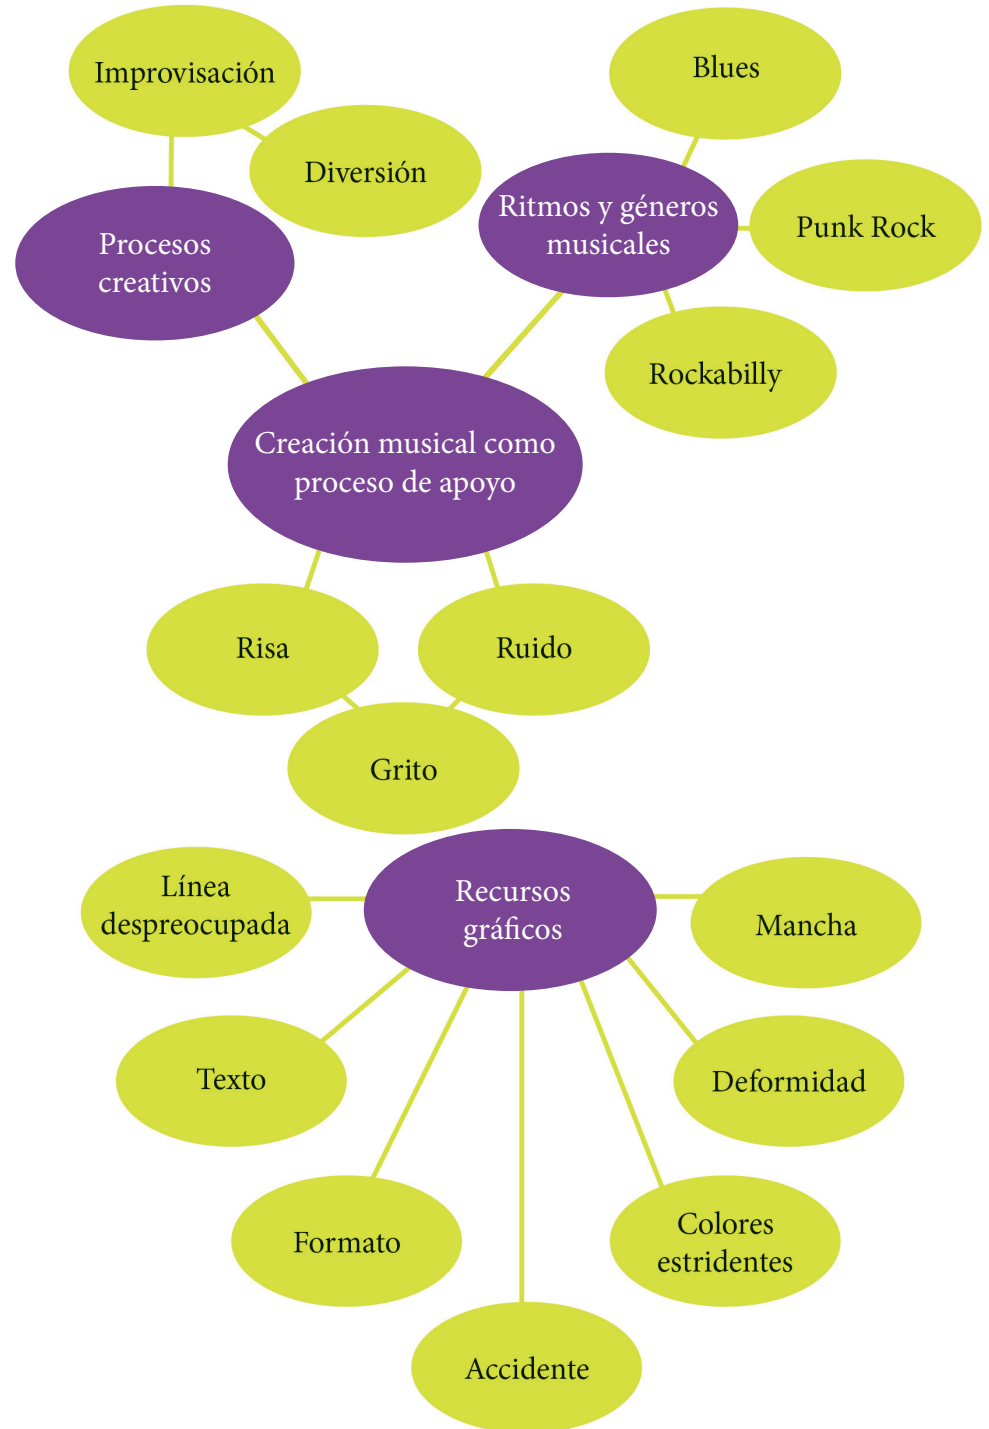 Improvisación
Diversión
Procesos
creativos
Blues
Ritmos y géneros
musicales
Punk Rock
Rockabilly
Creación musical como
proceso de apoyo
Risa
Ruido
Grito
Recursos
gráficos
Línea
despreocupada
Mancha
Texto
Deformidad
Formato
Colores
estridentes
Accidente